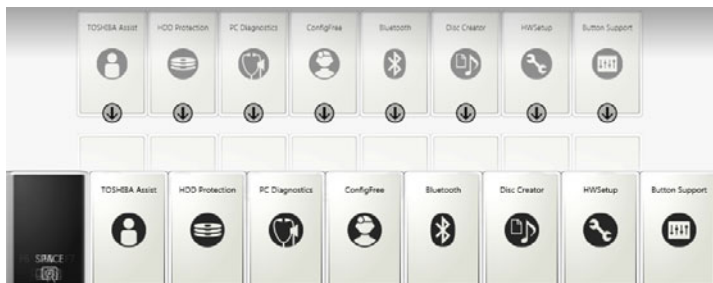 TOSHIBA Assist
HDD Protection
PC Diagnostics
ConfigFree
Bluetooth
Disc Creator
HWSetup
Button Support
TOSHIBA Assist
HDD Protection
PC Diagnostics
ConfigFree
Bluetooth
Disc Creator
HWSetup
Button Support
SPACE